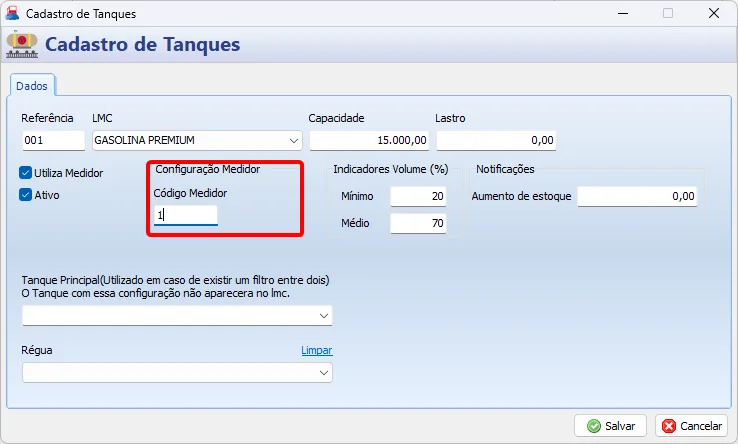 Cadastro de Tanques
Cadastro de Tanques
Dados
Referência LMC Capacidade Lastro
001 GASOLINA PREMIUM 15.000,00 0,00
Utiliza Medidor
Ativo
Configuração Medidor
Código Medidor
1
Indicadores Volume (%)
Mínimo 20
Médio 70
Notificações
Aumento de estoque 0,00
Tanque Principal(Utilizado em caso de existir um filtro entre dois)
O Tanque com essa configuração não aparecera no lmc.
Régua Limpar
Salvar Cancelar